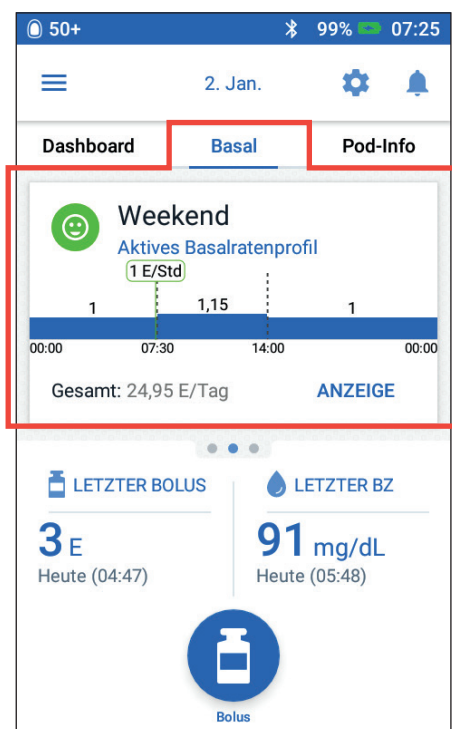 50+ 99% 07:25
2. Jan.
Dashboard Basal Pod-Info
Weekend
Aktives Basalratenprofil
1 E/Std
1 1,15 1
00:00 07:30 14:00 00:00
Gesamt: 24,95 E/Tag ANZEIGE
LETZTER BOLUS LETZTER BZ
3 E 91 mg/dL
Heute (04:47) Heute (05:48)
Bolus